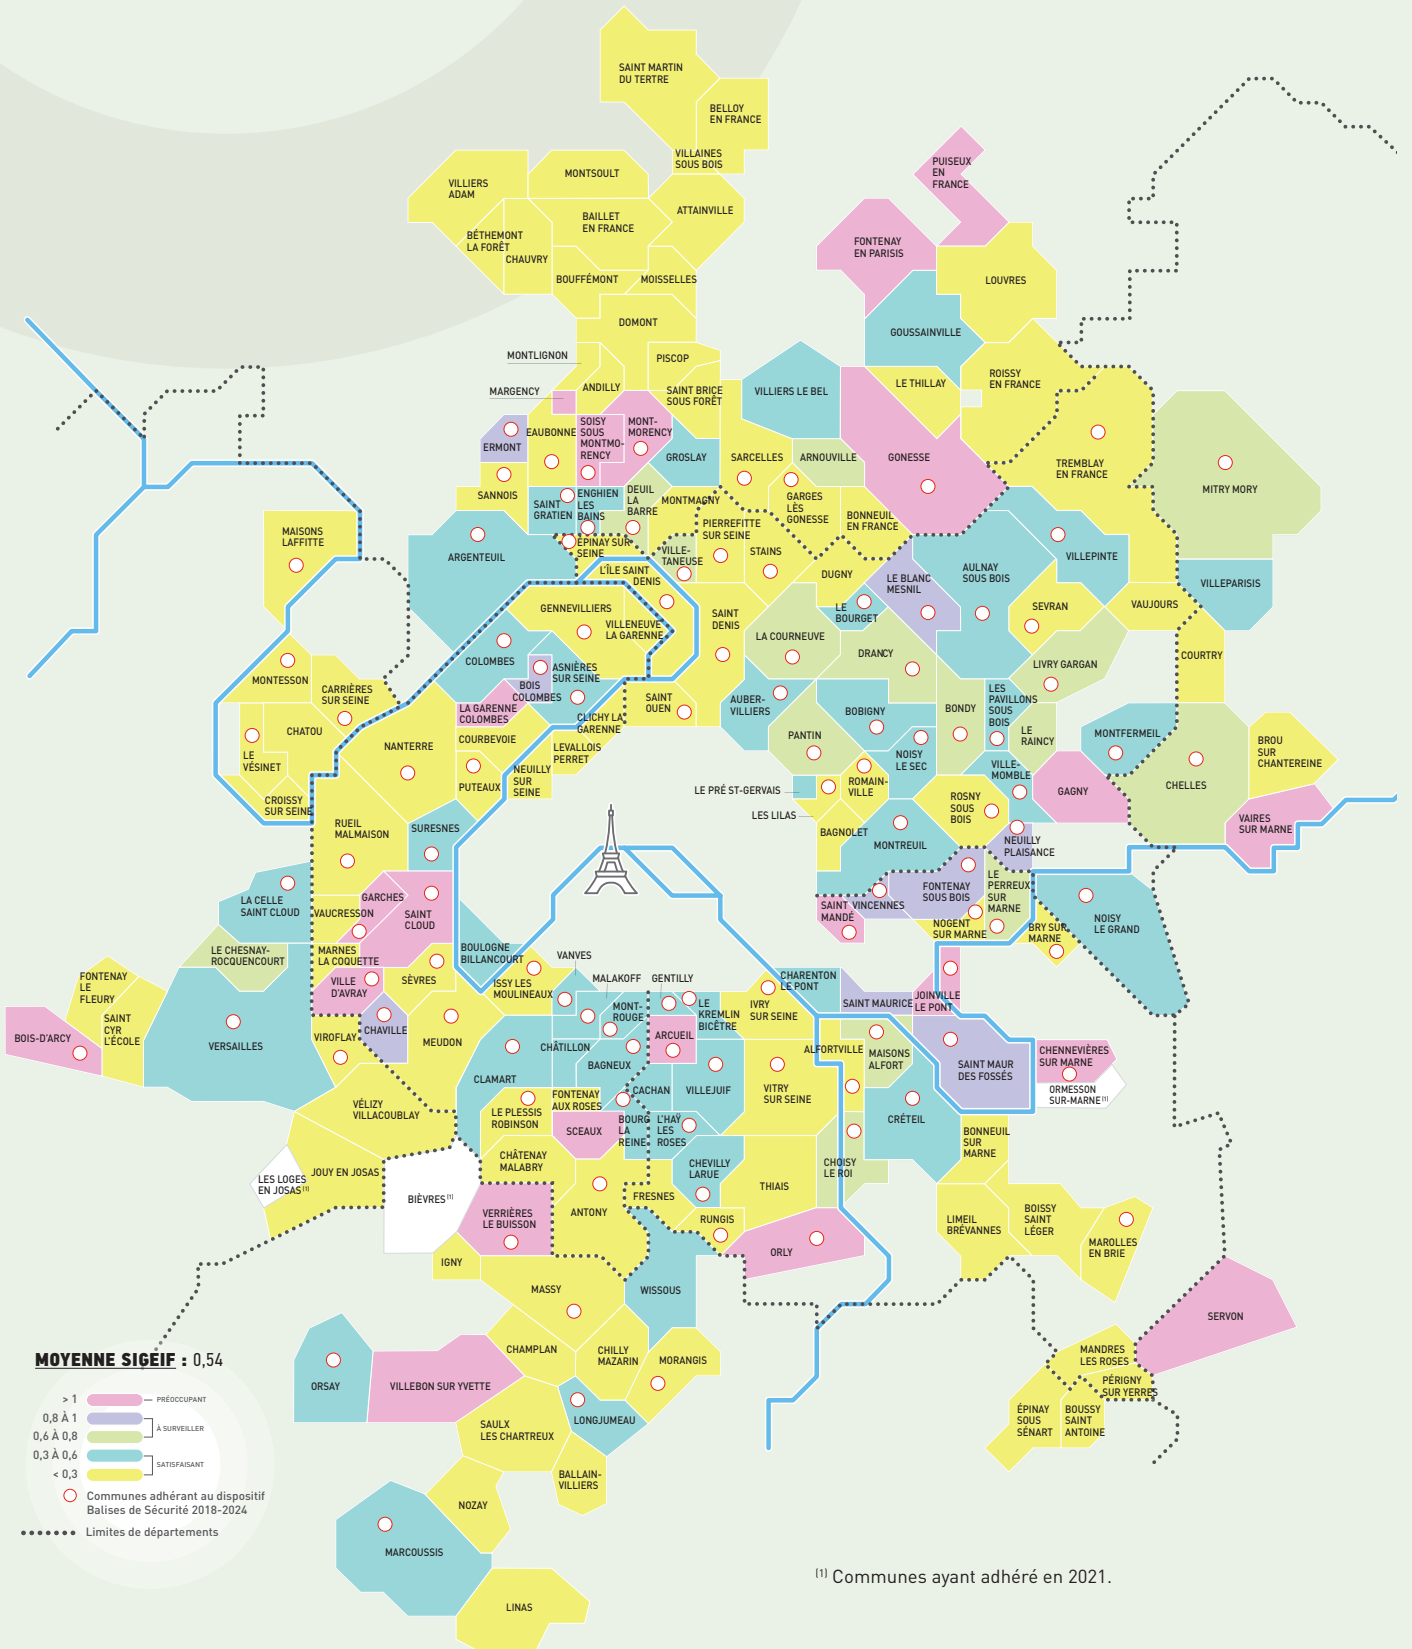 SAINT MARTIN
DU TERTRE
BELLOY
EN FRANCE
VILLAINES
SOUS BOIS
MONTSOULT
VILLIERS
ADAM
ATTAINVILLE
BAILLET
EN FRANCE
BÉTHEMONT
LA FORÊT
CHAUVRY
BOUFFÉMONT
MOISSELLES
PUISEUX
EN
FRANCE
FONTENAY
EN PARISIS
LOUVRES
GOUSSAINVILLE
DOMONT
MONTLIGNON
PISCOP
MARGENCY
ANDILLY
SAINT BRICE
SOUS FORÊT
VILLIERS LE BEL
LE THILLAY
ROISSY
EN FRANCE
ERMONT
EAUBONNE
SOISY
SOUS
MONTMO-
RENCY
MONT-
MORENCY
GROSLAY
SARCELLES
ARNOUVILLE
GONESSE
TREMBLAY
EN FRANCE
MITRY MORY
SANNOIS
SAINT
GRATIEN
ENGHIEN
LES
BAINS
DEUIL
LA
BARRE
MONTMAGNY
GARGES
LÈS
GONESSE
BONNEUIL
EN FRANCE
MAISONS
LAFFITTE
ARGENTEUIL
EPINAY SUR
SEINE
PIERREFITTE
SUR SEINE
VILLE-
TANEUSE
STAINS
DUGNY
LE BLANC
MESNIL
AULNAY
SOUS BOIS
VILLEPINTE
VILLEPARISIS
L'ÎLE SAINT
DENIS
GENNEVILLIERS
VILLENEUVE
LA GARENNE
SAINT
DENIS
LE
BOURGET
SEVRAN
VAUJOURS
LA COURNEUVE
DRANCY
LIVRY GARGAN
COURTRY
COLOMBES
ASNIÈRES
SUR SEINE
BOIS
COLOMBES
MONTESSON
CARRIÈRES
SUR SEINE
LA GARENNE
COLOMBES
SAINT
OUEN
AUBER-
VILLIERS
BOBIGNY
BONDY
LES
PAVILLONS
SOUS
BOIS
CLICHY LA
GARENNE
CHATOU
NANTERRE
COURBEVOIE
LEVALLOIS
PERRET
PANTIN
NOISY
LE SEC
LE
RAINCY
MONTFERMEIL
BROU
SUR
CHANTEREINE
LE
VÉSINET
PUTEAUX
NEUILLY
SUR
SEINE
LE PRÉ ST-GERVAIS
ROMAIN-
VILLE
VILLE-
MOMBLE
GAGNY
CHELLES
CROISSY
SUR SEINE
LES LILAS
ROSNY
SOUS
BOIS
RUEIL
MALMAISON
SURESNES
BAGNOLET
MONTREUIL
NEUILLY
PLAISANCE
VAIRES
SUR MARNE
LA CELLE
SAINT CLOUD
GARCHES
VAUCRESSON
SAINT
CLOUD
SAINT
MANDÉ
VINCENNES
FONTENAY
SOUS BOIS
LE
PERREUX
SUR
MARNE
NOGENT
SUR MARNE
BRY SUR
MARNE
NOISY
LE GRAND
LE CHESNAY-
ROCQUENCOURT
MARNES
LA COQUETTE
BOULOGNE
BILLANCOURT
FONTENAY
LE
FLEURY
VILLE
D'AVRAY
SÈVRES
ISSY LES
MOULINEAUX
VANVES
MALAKOFF
GENTILLY
CHARENTON
LE PONT
SAINT
CYR
L'ÉCOLE
MONT-
ROUGE
LE
KREMLIN
BICÊTRE
IVRY
SUR SEINE
SAINT MAURICE
JOINVILLE
LE PONT
BOIS-D'ARCY
VERSAILLES
VIROFLAY
CHAVILLE
MEUDON
CHÂTILLON
ARCUEIL
ALFORTVILLE
MAISONS
ALFORT
SAINT MAUR
DES FOSSÉS
CHENNEVIÈRES
SUR MARNE
ORMESSON
SUR-MARNE (1)
CLAMART
BAGNEUX
CACHAN
VILLEJUIF
VITRY
SUR SEINE
CRÉTEIL
VÉLIZY
VILLACOUBLAY
LE PLESSIS
ROBINSON
FONTENAY
AUX ROSES
SCEAUX
BOURG
LA
REINE
L'HAŸ
LES
ROSES
BONNEUIL
SUR
MARNE
LES LOGES
EN JOSAS (1)
JOUY EN JOSAS
BIÈVRES (1)
CHÂTENAY
MALABRY
CHEVILLY
LARUE
CHOISY
LE ROI
VERRIÈRES
LE BUISSON
ANTONY
FRESNES
THIAIS
RUNGIS
ORLY
LIMEIL
BRÉVANNES
BOISSY
SAINT
LÉGER
MAROLLES
EN BRIE
IGNY
MASSY
WISSOUS
SERVON
CHAMPLAN
CHILLY
MAZARIN
MORANGIS
MANDRES
LES ROSES
PÉRIGNY
SUR YERRES
ORSAY
VILLEBON SUR YVETTE
SAULX
LES CHARTREUX
LONGJUMEAU
ÉPINAY
SOUS
SÉNART
BOUSSY
SAINT
ANTOINE
BALLAIN-
VILLIERS
NOZAY
MARCOUSSIS
LINAS
MOYENNE SIGEIF : 0,54
> 1 PRÉOCCUPANT
0,8 À 1
À SURVEILLER
0,6 À 0,8
0,3 À 0,6
SATISFAISANT
< 0,3
Communes adhérant au dispositif
Balises de Sécurité 2018-2024
Limites de départements
(1) Communes ayant adhéré en 2021.